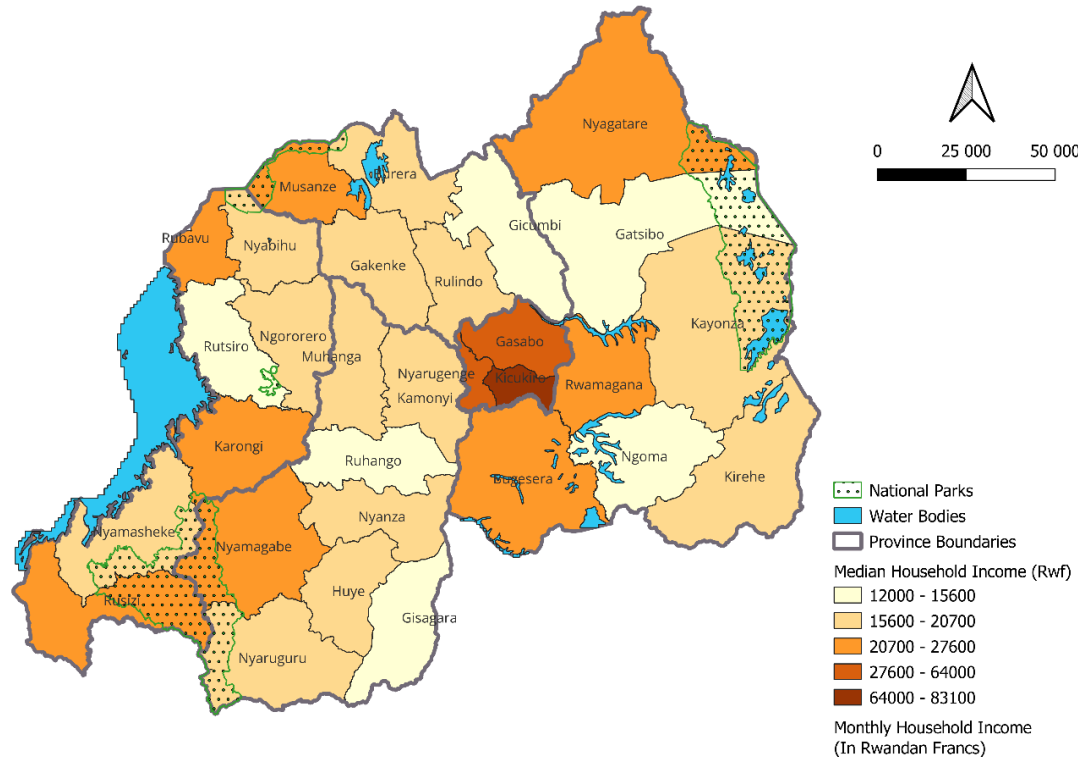 Nyagatare
0 25 000 50 000
Burera
Musanze
Gicumbi
Gatsibo
Rubavu
Nyabihu
Gakenke
Rulindo
Kayonza
Rutsiro
Ngororero
Gasabo
Muhanga
Nyarugenge
Kicukiro
Rwamagana
Kamonyi
Karongi
Ruhango
Ngoma
Kirehe
Bugesera
Nyamasheke
Nyanza
Nyamagabe
Rusizi
Huye
Gisagara
Nyaruguru
National Parks
Water Bodies
Province Boundaries
Median Household Income (Rwf)
12000 - 15600
15600 - 20700
20700 - 27600
27600 - 64000
64000 - 83100
Monthly Household Income
(In Rwandan Francs)